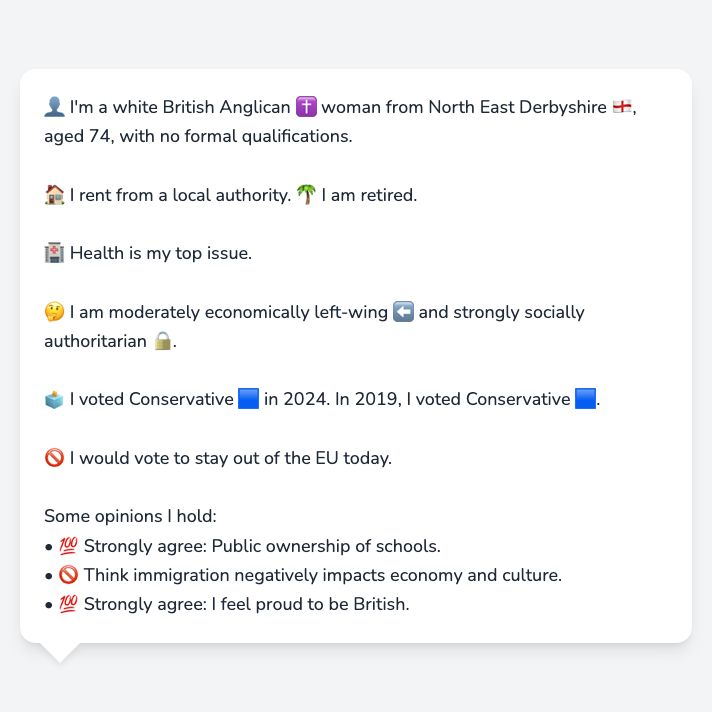 👤 I'm a white British Anglican ✝️ woman from North East Derbyshire 🏴󠁧󠁢󠁥󠁮󠁧󠁿,
aged 74, with no formal qualifications.
🏠 I rent from a local authority. 🌴 I am retired.
🏥 Health is my top issue.
🤔 I am moderately economically left-wing ⬅️ and strongly socially
authoritarian 🔒.
🗳️ I voted Conservative 🟦 in 2024. In 2019, I voted Conservative 🟦.
🚫 I would vote to stay out of the EU today.
Some opinions I hold:
• 💯 Strongly agree: Public ownership of schools.
• 🚫 Think immigration negatively impacts economy and culture.
• 💯 Strongly agree: I feel proud to be British.